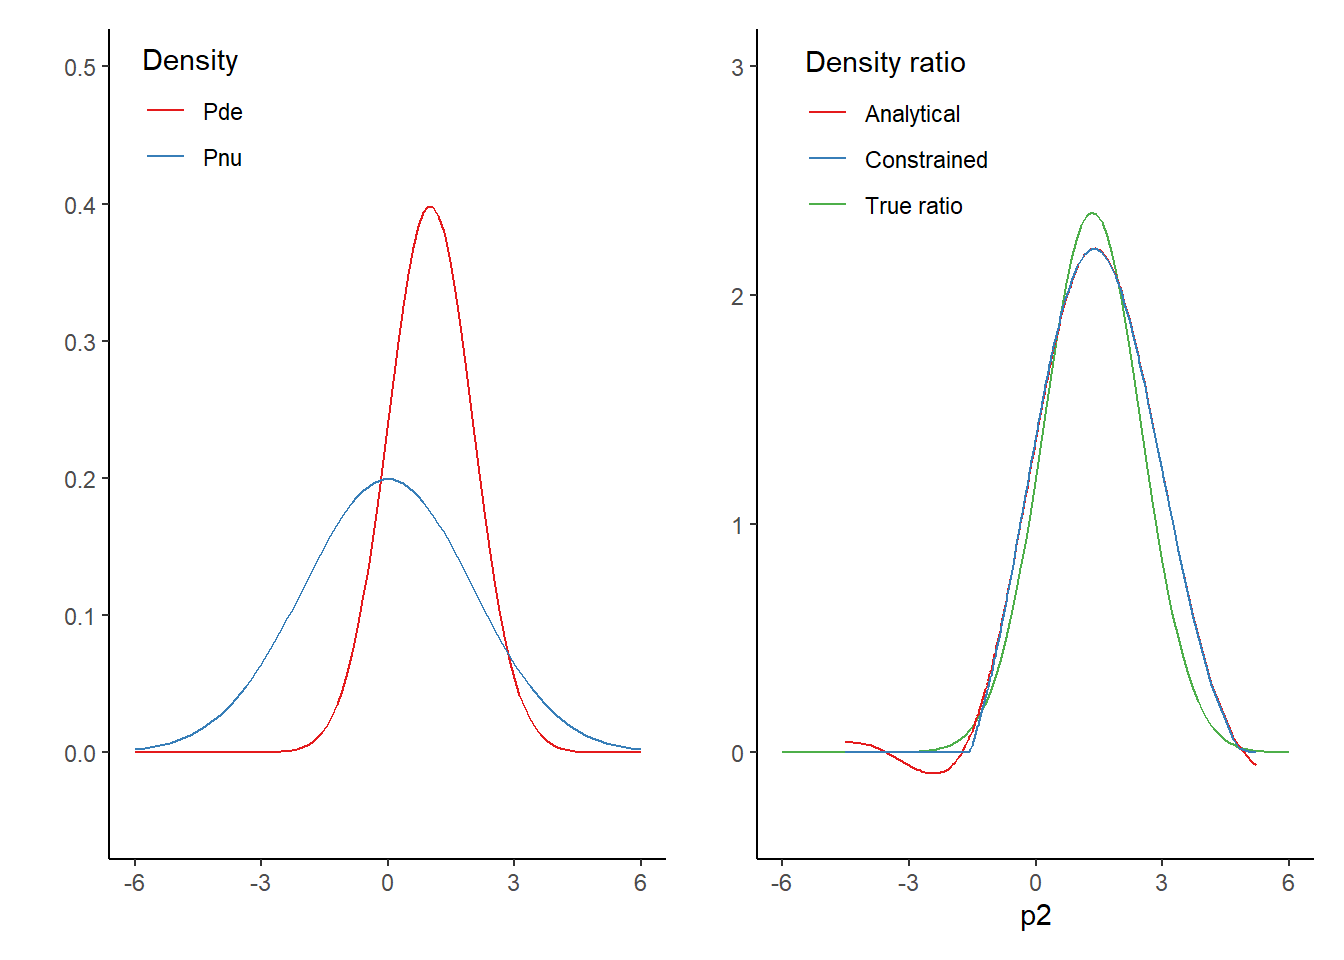 Density
Pde
Pnu
0.5
0.4
0.3
0.2
0.1
0.0
-6 -3 0 3 6
Density ratio
Analytical
Constrained
True ratio
3
2
1
0
-6 -3 0 3 6
p2